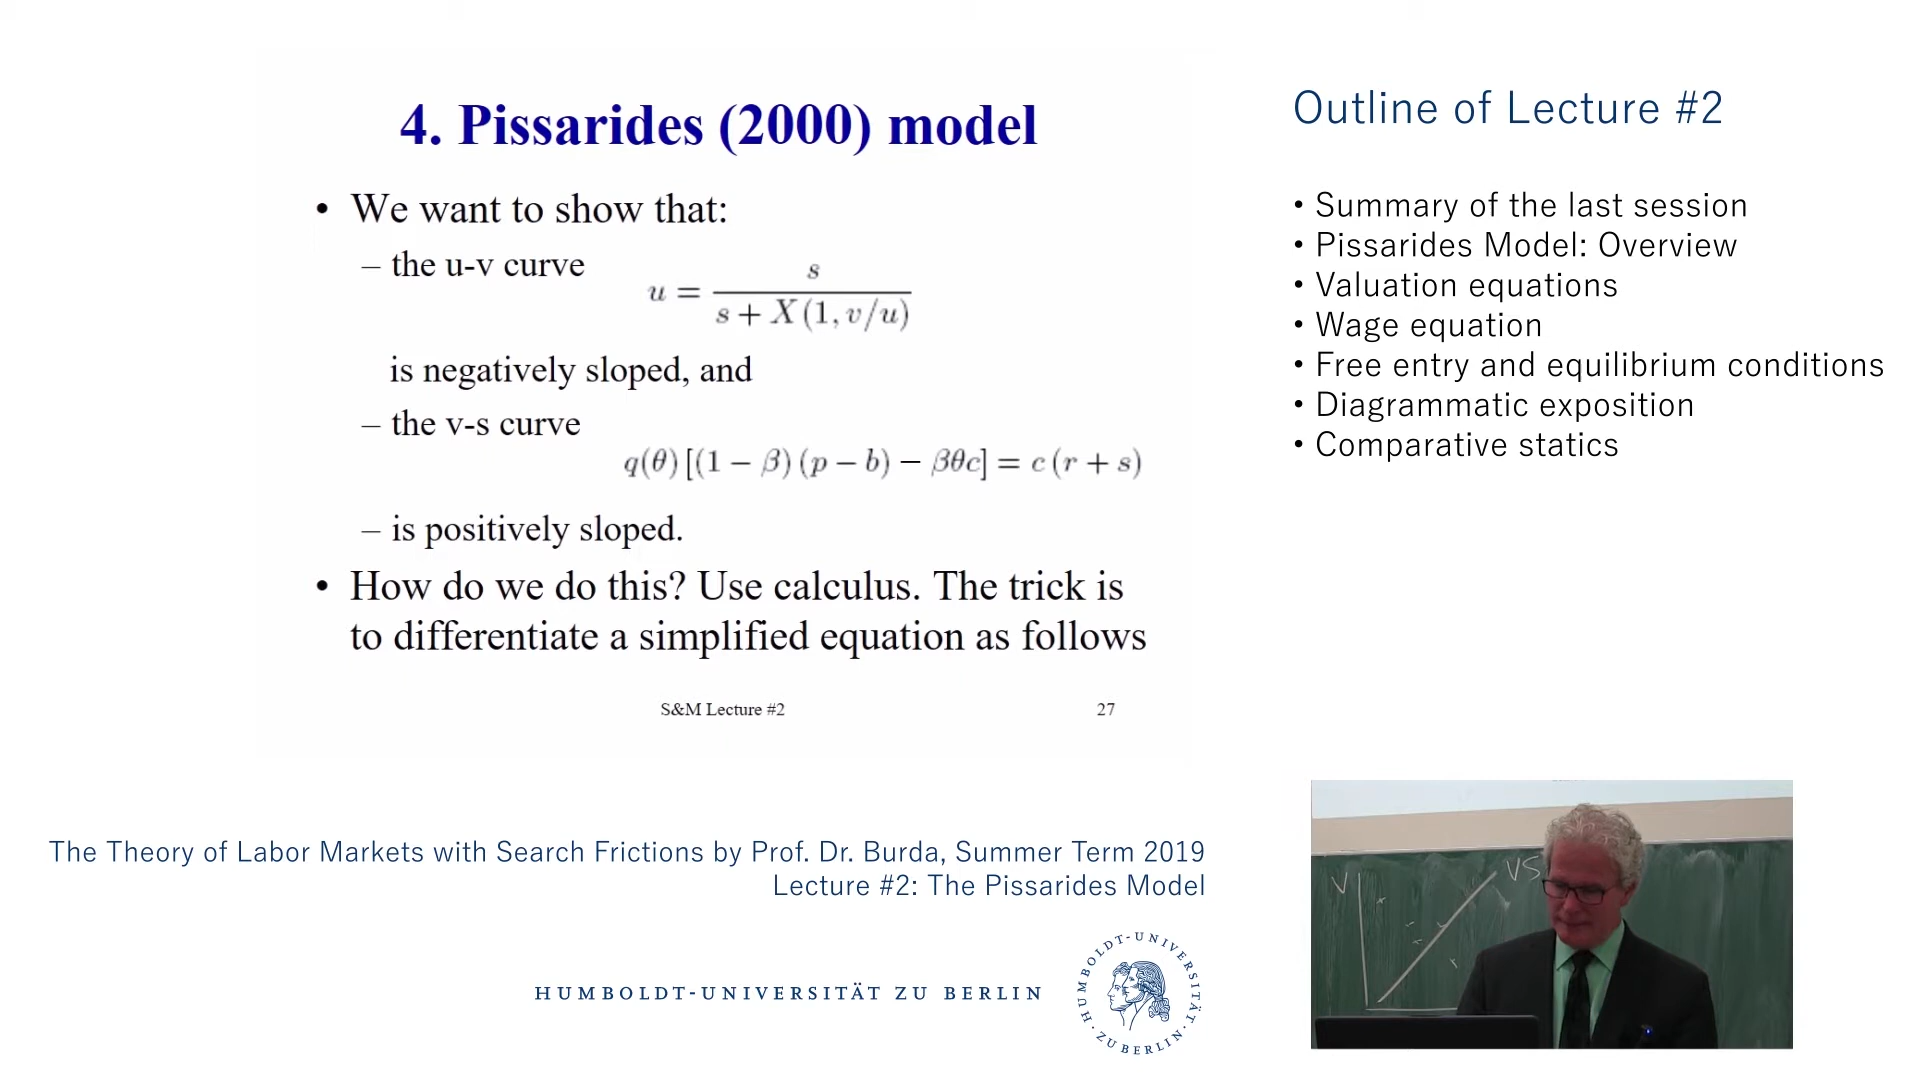 4. Pissarides (2000) model
• We want to show that:
– the u-v curve
u = s / (s + X(1, v/u))
is negatively sloped, and
– the v-s curve
q(θ)[(1 − β)(p − b) − βθc] = c(r + s)
– is positively sloped.
• How do we do this? Use calculus. The trick is
to differentiate a simplified equation as follows
S&M Lecture #2
27
Outline of Lecture #2
• Summary of the last session
• Pissarides Model: Overview
• Valuation equations
• Wage equation
• Free entry and equilibrium conditions
• Diagrammatic exposition
• Comparative statics
The Theory of Labor Markets with Search Frictions by Prof. Dr. Burda, Summer Term 2019
Lecture #2: The Pissarides Model
HUMBOLDT-UNIVERSITÄT ZU BERLIN
HUMBOLDT-UNIVERSITÄT · ZU BERLIN ·
V
VS